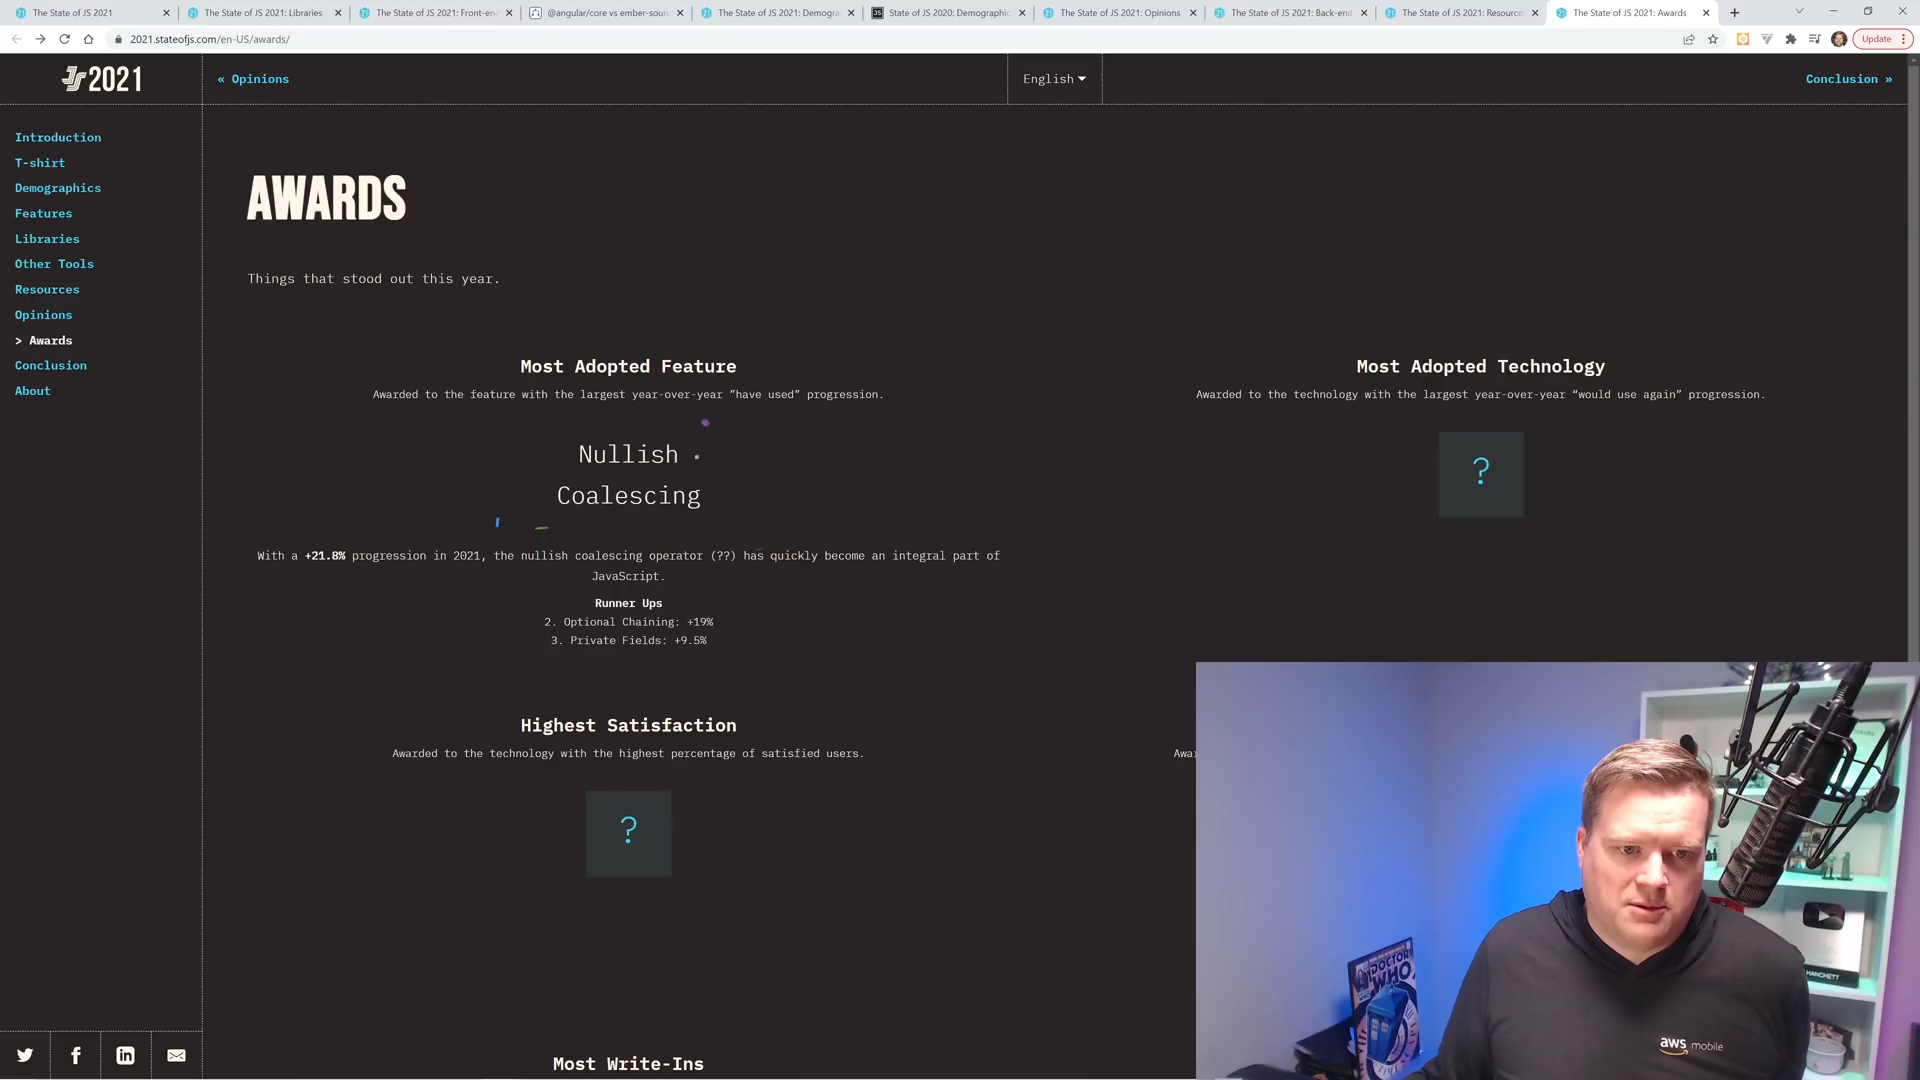 The State of JS 2021
The State of JS 2021: Libraries
The State of JS 2021: Front-en
@angular/core vs ember-sour
The State of JS 2021: Demogra
State of JS 2020: Demographic
The State of JS 2021: Opinions
The State of JS 2021: Back-end
The State of JS 2021: Resource
The State of JS 2021: Awards
2021.stateofjs.com/en-US/awards/
Update
JS 2021
« Opinions
English
Conclusion »
Introduction
T-shirt
Demographics
Features
Libraries
Other Tools
Resources
Opinions
> Awards
Conclusion
About
AWARDS
Things that stood out this year.
Most Adopted Feature
Awarded to the feature with the largest year-over-year “have used” progression.
Nullish
Coalescing
With a +21.8% progression in 2021, the nullish coalescing operator (??) has quickly become an integral part of
JavaScript.
Runner Ups
2. Optional Chaining: +19%
3. Private Fields: +9.5%
Most Adopted Technology
Awarded to the technology with the largest year-over-year “would use again” progression.
?
Highest Satisfaction
Awarded to the technology with the highest percentage of satisfied users.
?
Most Write-Ins
DOCTOR
WHO
MANCHETT
aws mobile